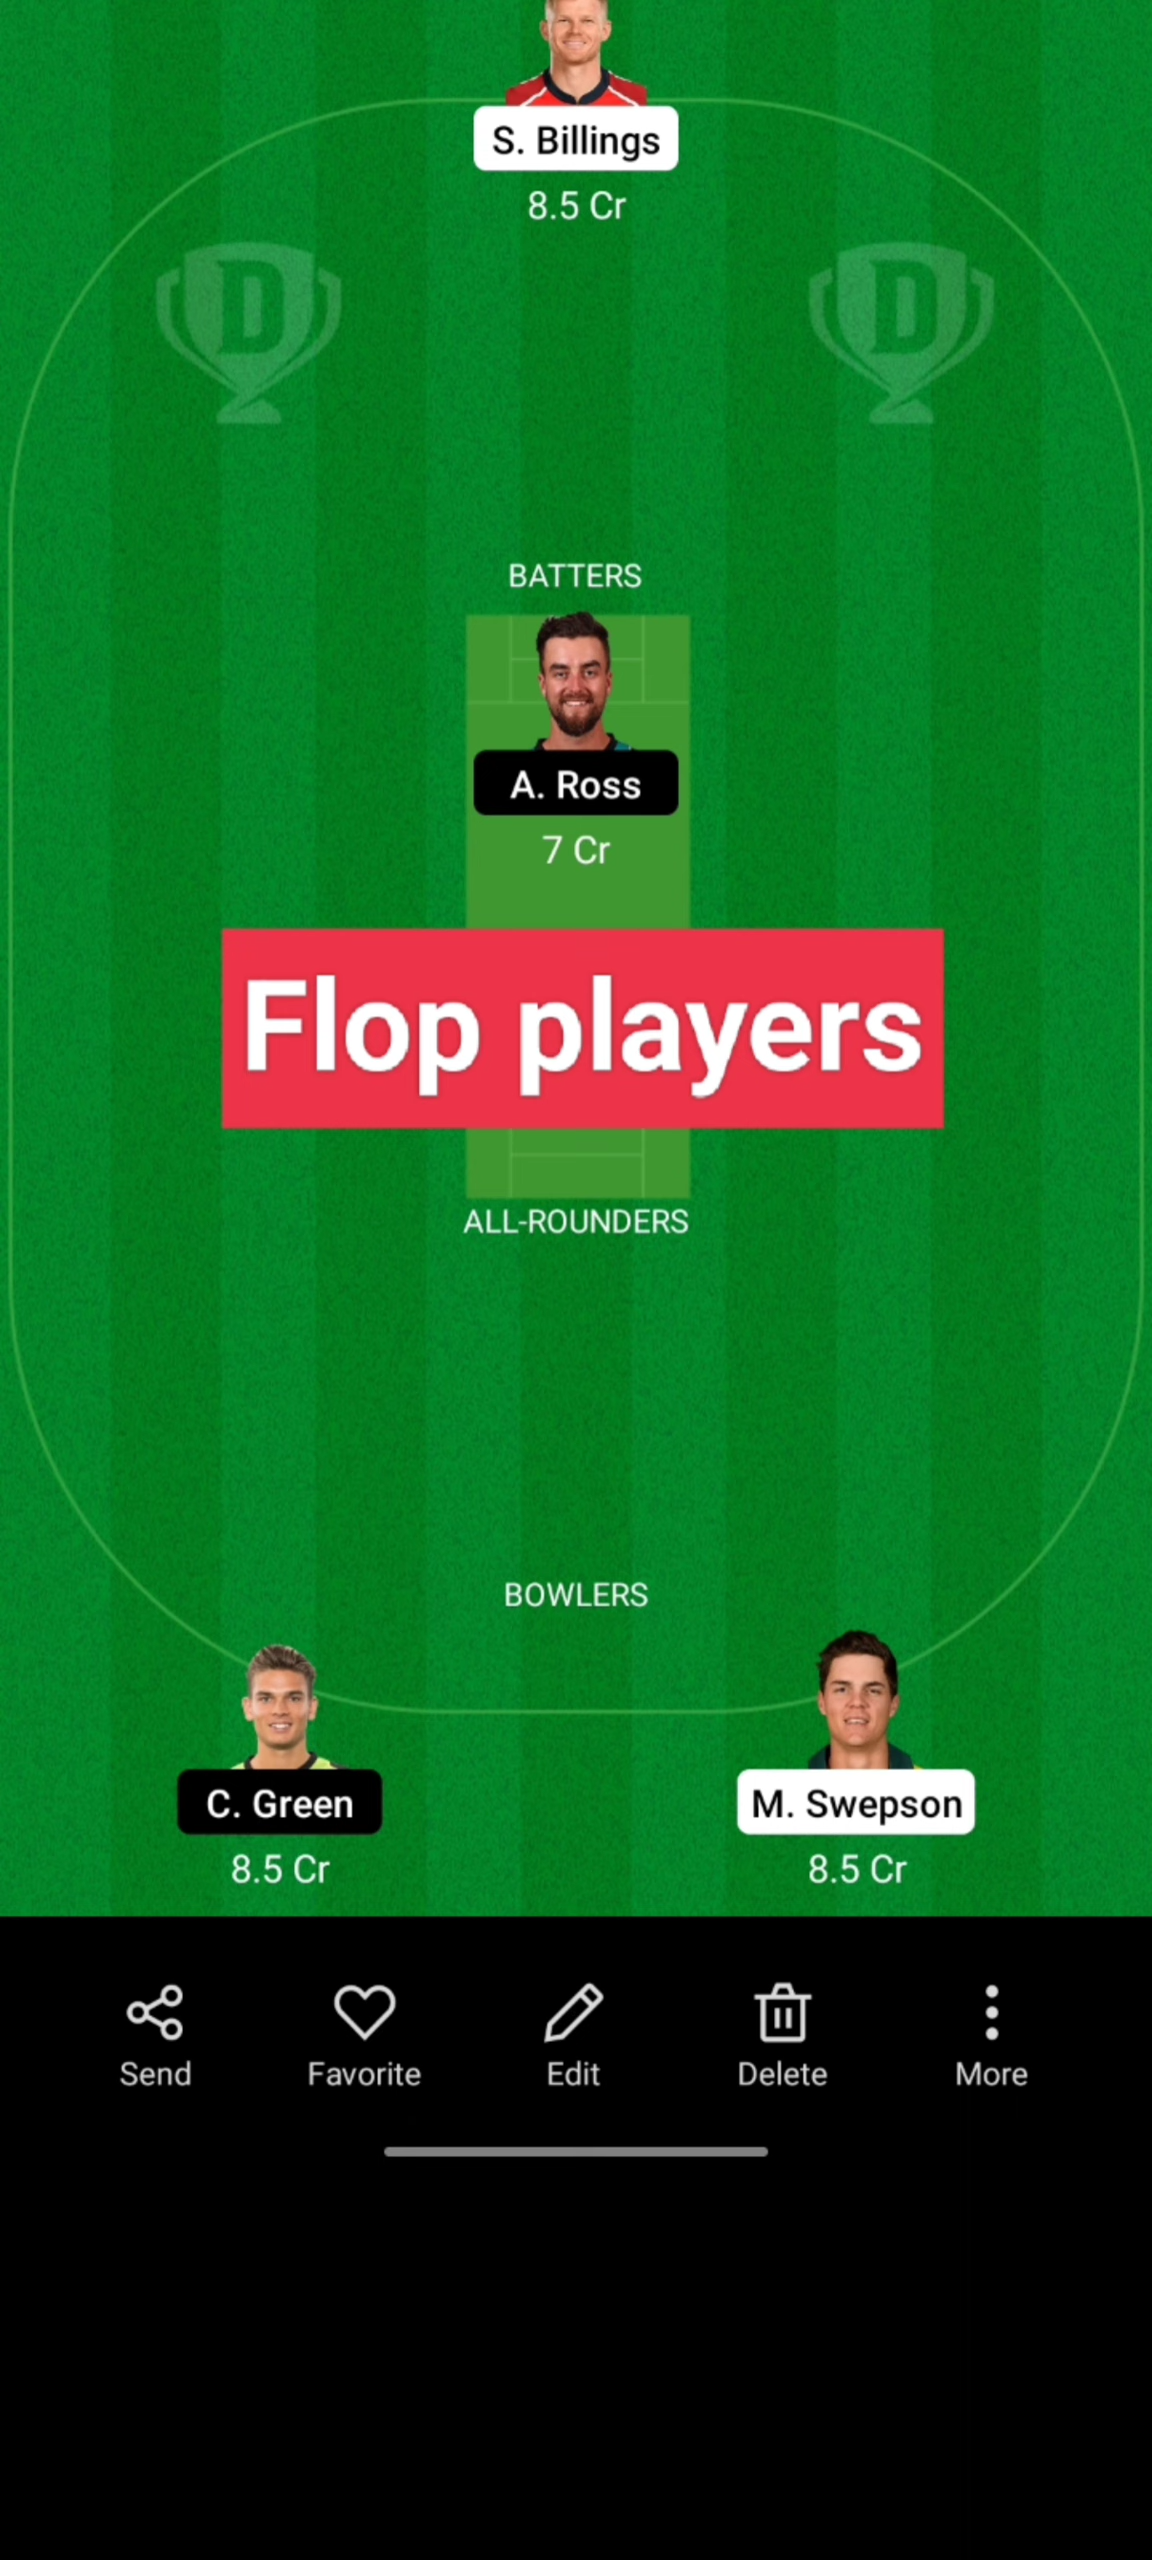 S. Billings
8.5 Cr
D
D
BATTERS
A. Ross
7 Cr
Flop players
ALL-ROUNDERS
BOWLERS
C. Green
M. Swepson
8.5 Cr
8.5 Cr
Send
Favorite
Edit
Delete
More